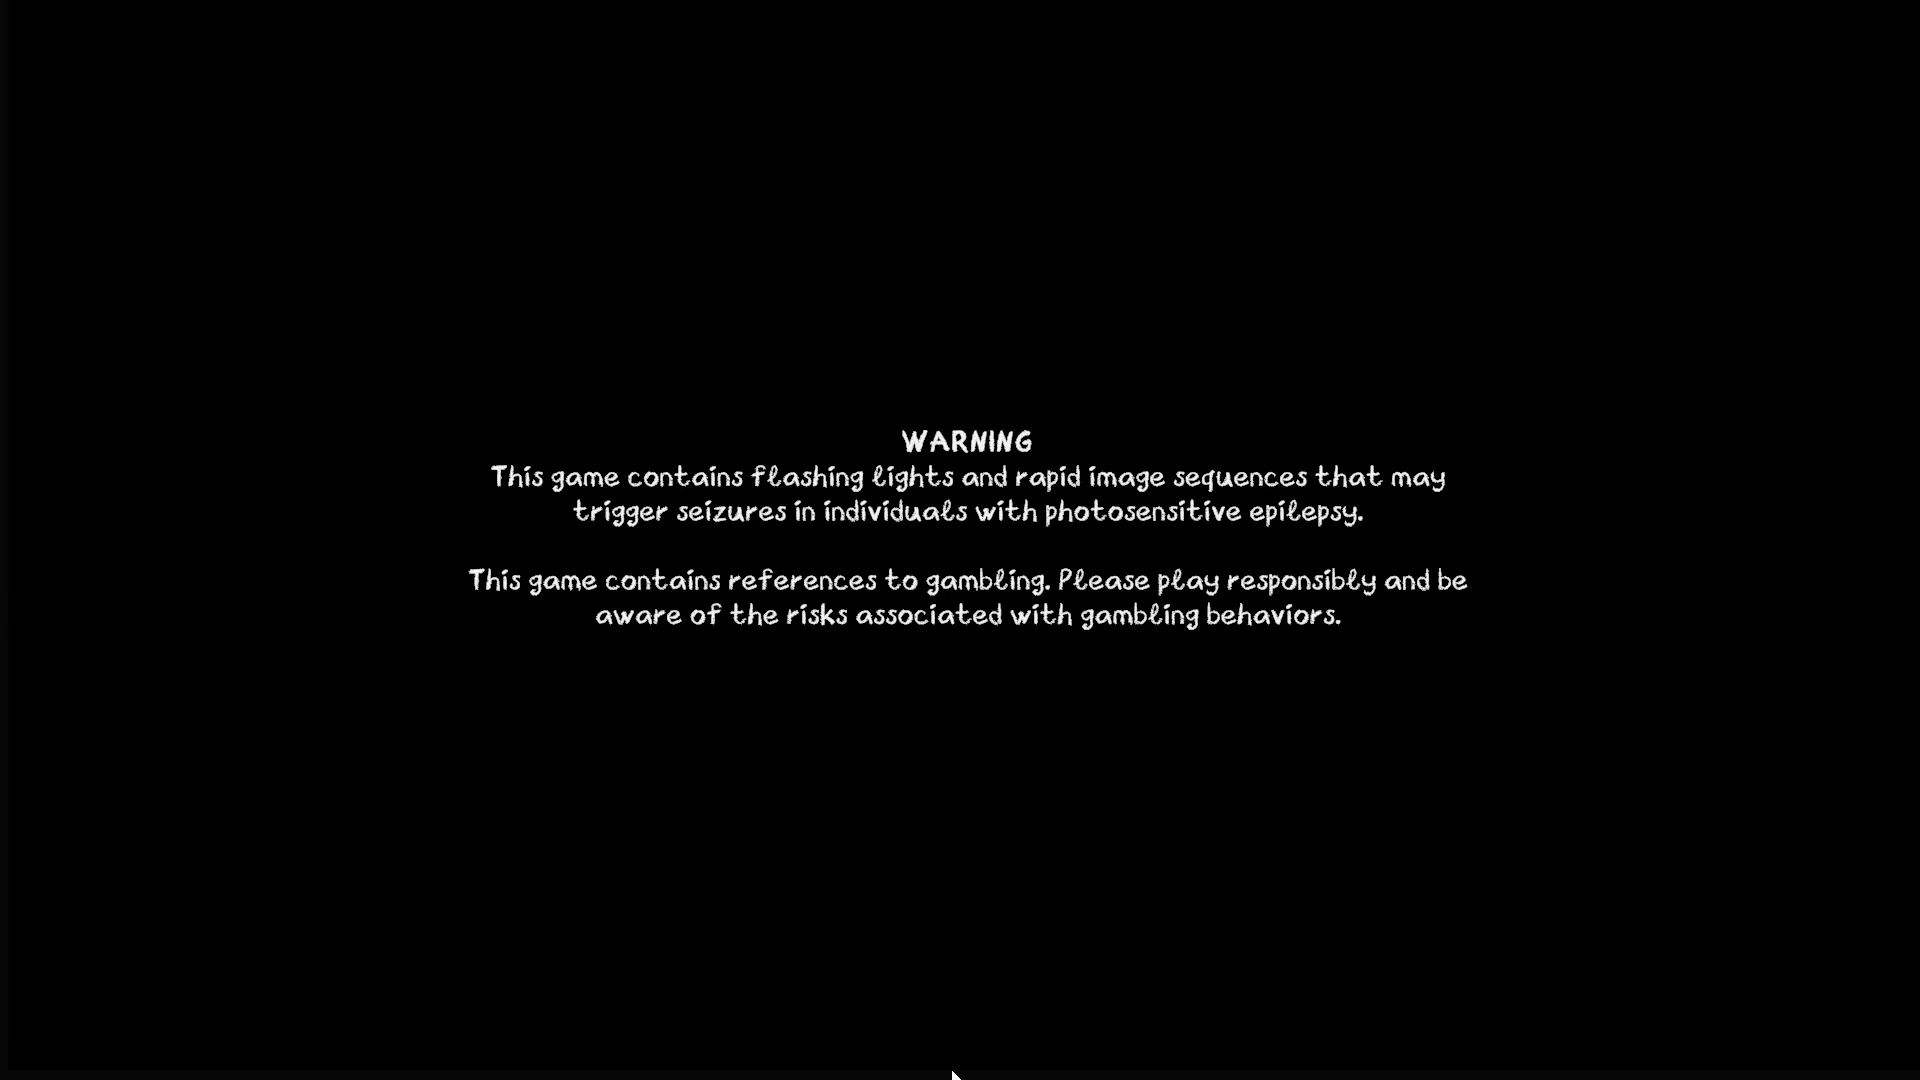 WARNING
This game contains flashing lights and rapid image sequences that may
trigger seizures in individuals with photosensitive epilepsy.
This game contains references to gambling. Please play responsibly and be
aware of the risks associated with gambling behaviors.